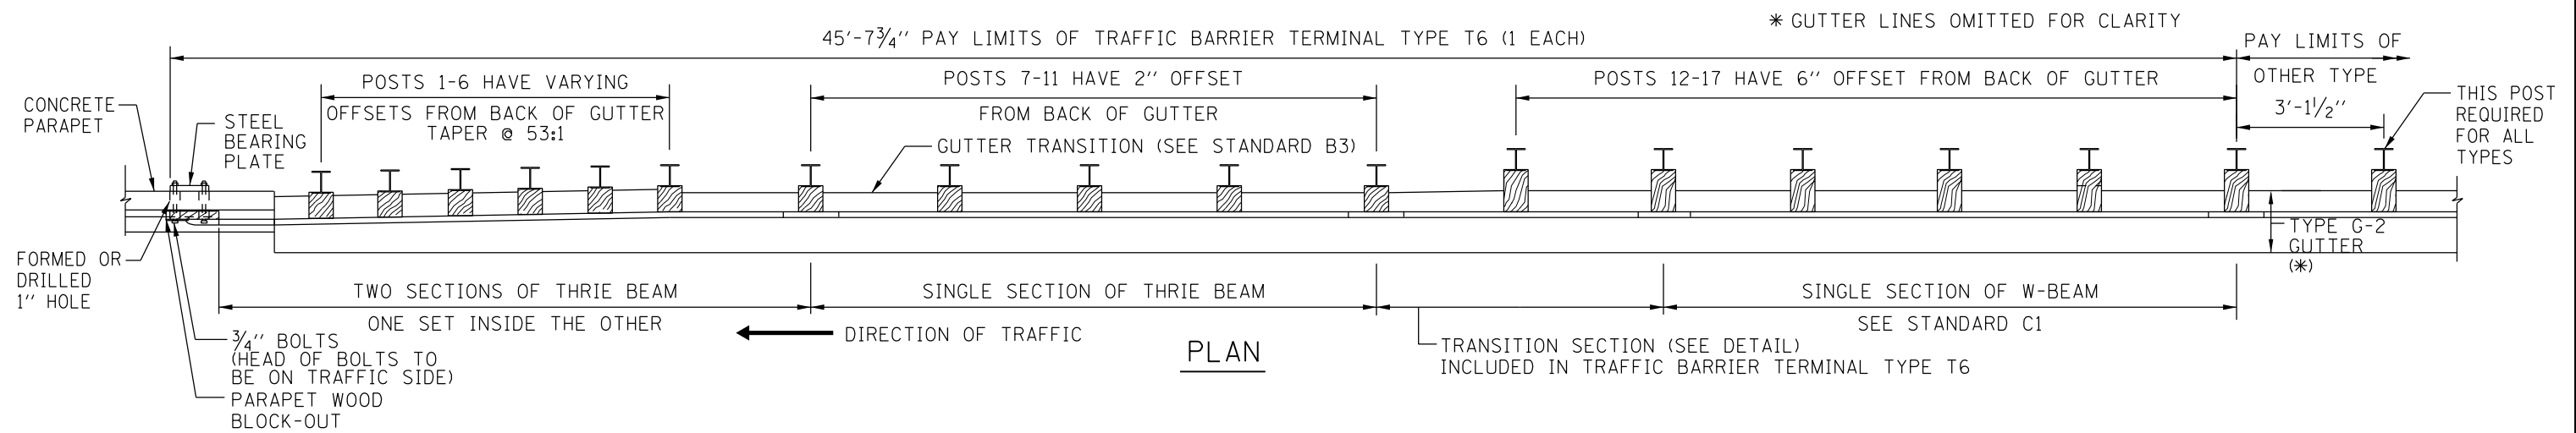 ✳ GUTTER LINES OMITTED FOR CLARITY
45'-7¾" PAY LIMITS OF TRAFFIC BARRIER TERMINAL TYPE T6 (1 EACH)
PAY LIMITS OF
OTHER TYPE
3'-1½"
POSTS 1-6 HAVE VARYING
OFFSETS FROM BACK OF GUTTER
TAPER @ 53:1
POSTS 7-11 HAVE 2" OFFSET
FROM BACK OF GUTTER
POSTS 12-17 HAVE 6" OFFSET FROM BACK OF GUTTER
CONCRETE
PARAPET
STEEL
BEARING
PLATE
GUTTER TRANSITION (SEE STANDARD B3)
THIS POST
REQUIRED
FOR ALL
TYPES
TYPE G-2
GUTTER
(✳)
FORMED OR
DRILLED
1" HOLE
TWO SECTIONS OF THRIE BEAM
ONE SET INSIDE THE OTHER
SINGLE SECTION OF THRIE BEAM
SINGLE SECTION OF W-BEAM
SEE STANDARD C1
DIRECTION OF TRAFFIC
¾" BOLTS
(HEAD OF BOLTS TO
BE ON TRAFFIC SIDE)
PARAPET WOOD
BLOCK-OUT
PLAN
TRANSITION SECTION (SEE DETAIL)
INCLUDED IN TRAFFIC BARRIER TERMINAL TYPE T6